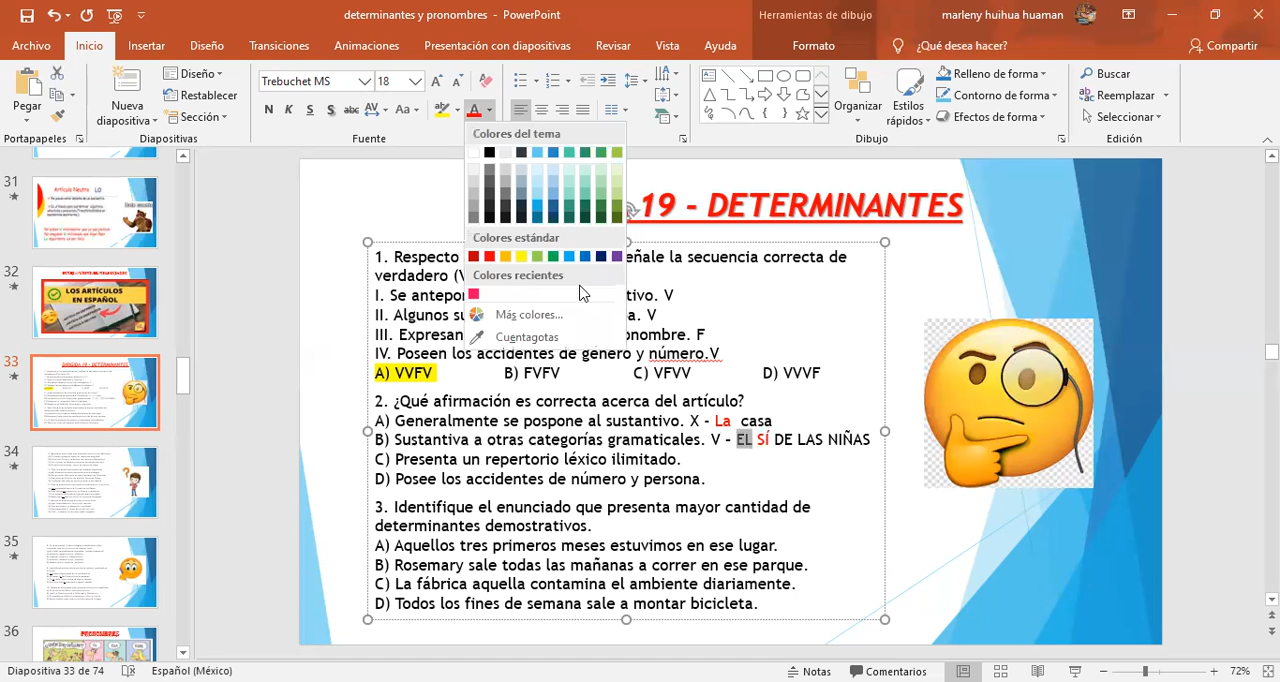 determinantes y pronombres - PowerPoint
Herramientas de dibujo
marleny huihua huaman
Archivo Inicio Insertar Diseño Transiciones Animaciones Presentación con diapositivas Revisar Vista Ayuda Formato ¿Qué desea hacer? Compartir
Pegar
Nueva diapositiva
Diseño
Restablecer
Sección
Trebuchet MS 18
N K S S abc AV Aa
Organizar
Estilos rápidos
Relleno de forma
Contorno de forma
Efectos de forma
Buscar
Reemplazar
Seleccionar
Portapapeles Diapositivas Fuente Dibujo Edición
Colores del tema
Colores estándar
Colores recientes
Más colores...
Cuentagotas
31
Artículo Neutro LO
32
LOS ARTÍCULOS
EN ESPAÑOL
33
34
35
36
PRONOMBRES
19 - DETERMINANTES
1. Respecto ñale la secuencia correcta de
verdadero (V
I. Se antepon tivo. V
II. Algunos su a. V
III. Expresan ronombre. F
IV. Poseen los accidentes de género y número.V
A) VVFV B) FVFV C) VFVV D) VVVF
2. ¿Qué afirmación es correcta acerca del artículo?
A) Generalmente se pospone al sustantivo. X - La casa
B) Sustantiva a otras categorías gramaticales. V - EL SÍ DE LAS NIÑAS
C) Presenta un repertorio léxico ilimitado.
D) Posee los accidentes de número y persona.
3. Identifique el enunciado que presenta mayor cantidad de
determinantes demostrativos.
A) Aquellos tres primeros meses estuvimos en ese lugar.
B) Rosemary sale todas las mañanas a correr en ese parque.
C) La fábrica aquella contamina el ambiente diariamente.
D) Todos los fines de semana sale a montar bicicleta.
Diapositiva 33 de 74 Español (México) Notas Comentarios 72%